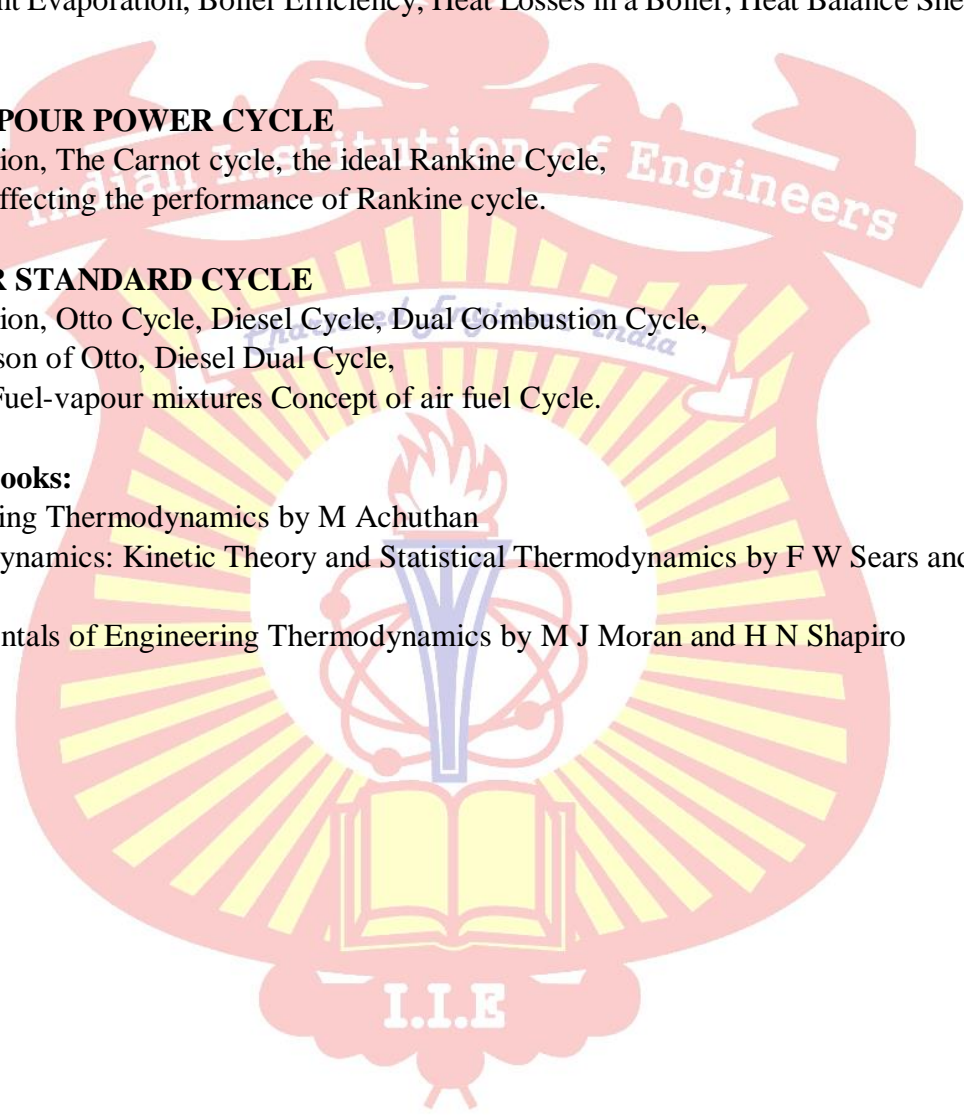 nt Evaporation, Boiler Efficiency, Heat Losses in a Boiler, Heat Balance She
POUR POWER CYCLE
ion, The Carnot cycle, the ideal Rankine Cycle,
ffecting the performance of Rankine cycle.
Indian Institution of Engineers
R STANDARD CYCLE
ion, Otto Cycle, Diesel Cycle, Dual Combustion Cycle,
Chartered Engineer India
son of Otto, Diesel Dual Cycle,
Fuel-vapour mixtures Concept of air fuel Cycle.
ooks:
ing Thermodynamics by M Achuthan
ynamics: Kinetic Theory and Statistical Thermodynamics by F W Sears and
ntals of Engineering Thermodynamics by M J Moran and H N Shapiro
I.I.E